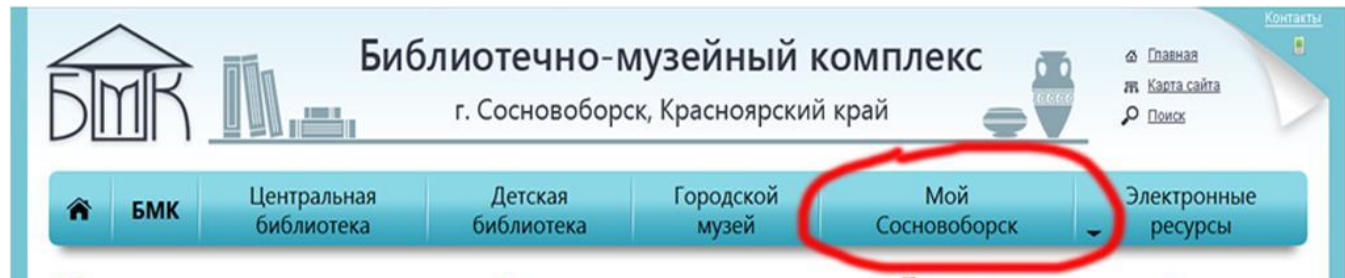 Контакты
БМК
Библиотечно-музейный комплекс
г. Сосновоборск, Красноярский край
Главная
Карта сайта
Поиск
БМК
Центральная
библиотека
Детская
библиотека
Городской
музей
Мой
Сосновоборск
Электронные
ресурсы